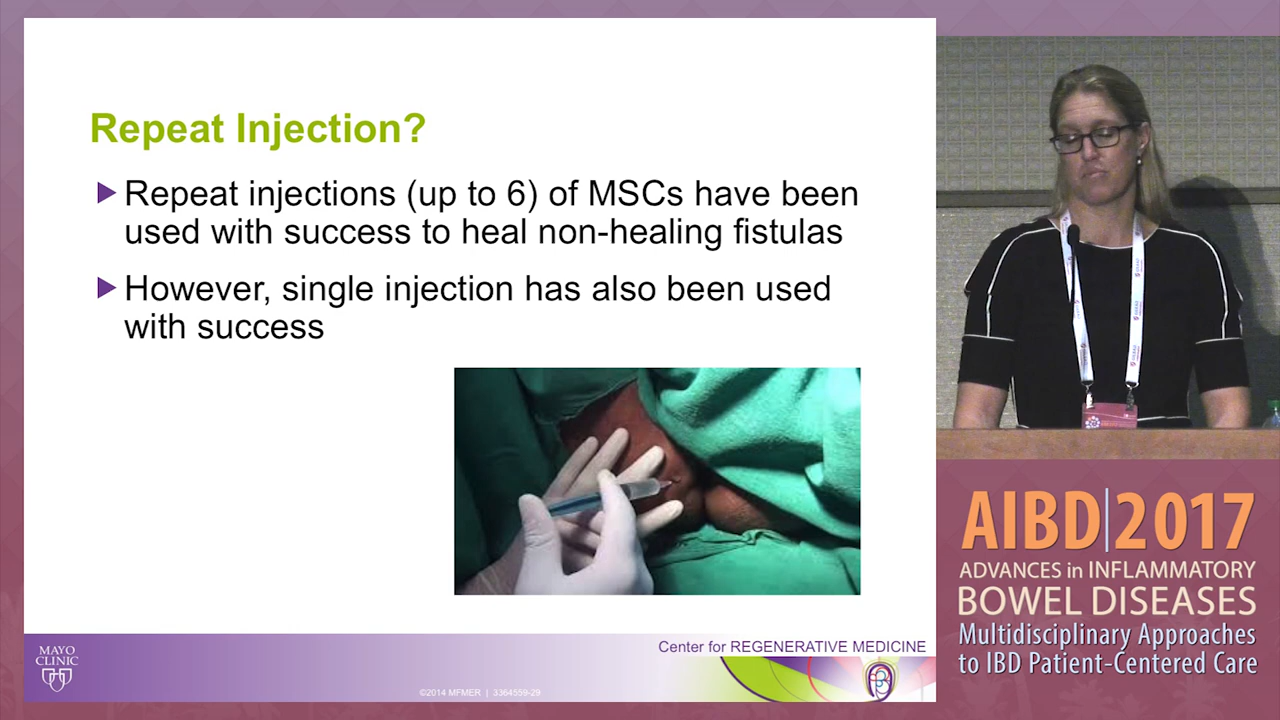 Repeat Injection?
Repeat injections (up to 6) of MSCs have been
used with success to heal non-healing fistulas
However, single injection has also been used
with success
MAYO
CLINIC
Center for REGENERATIVE MEDICINE
©2014 MFMER | 3364559-29
AIBD|2017
ADVANCES in INFLAMMATORY
BOWEL DISEASES
Multidisciplinary Approaches
to IBD Patient-Centered Care